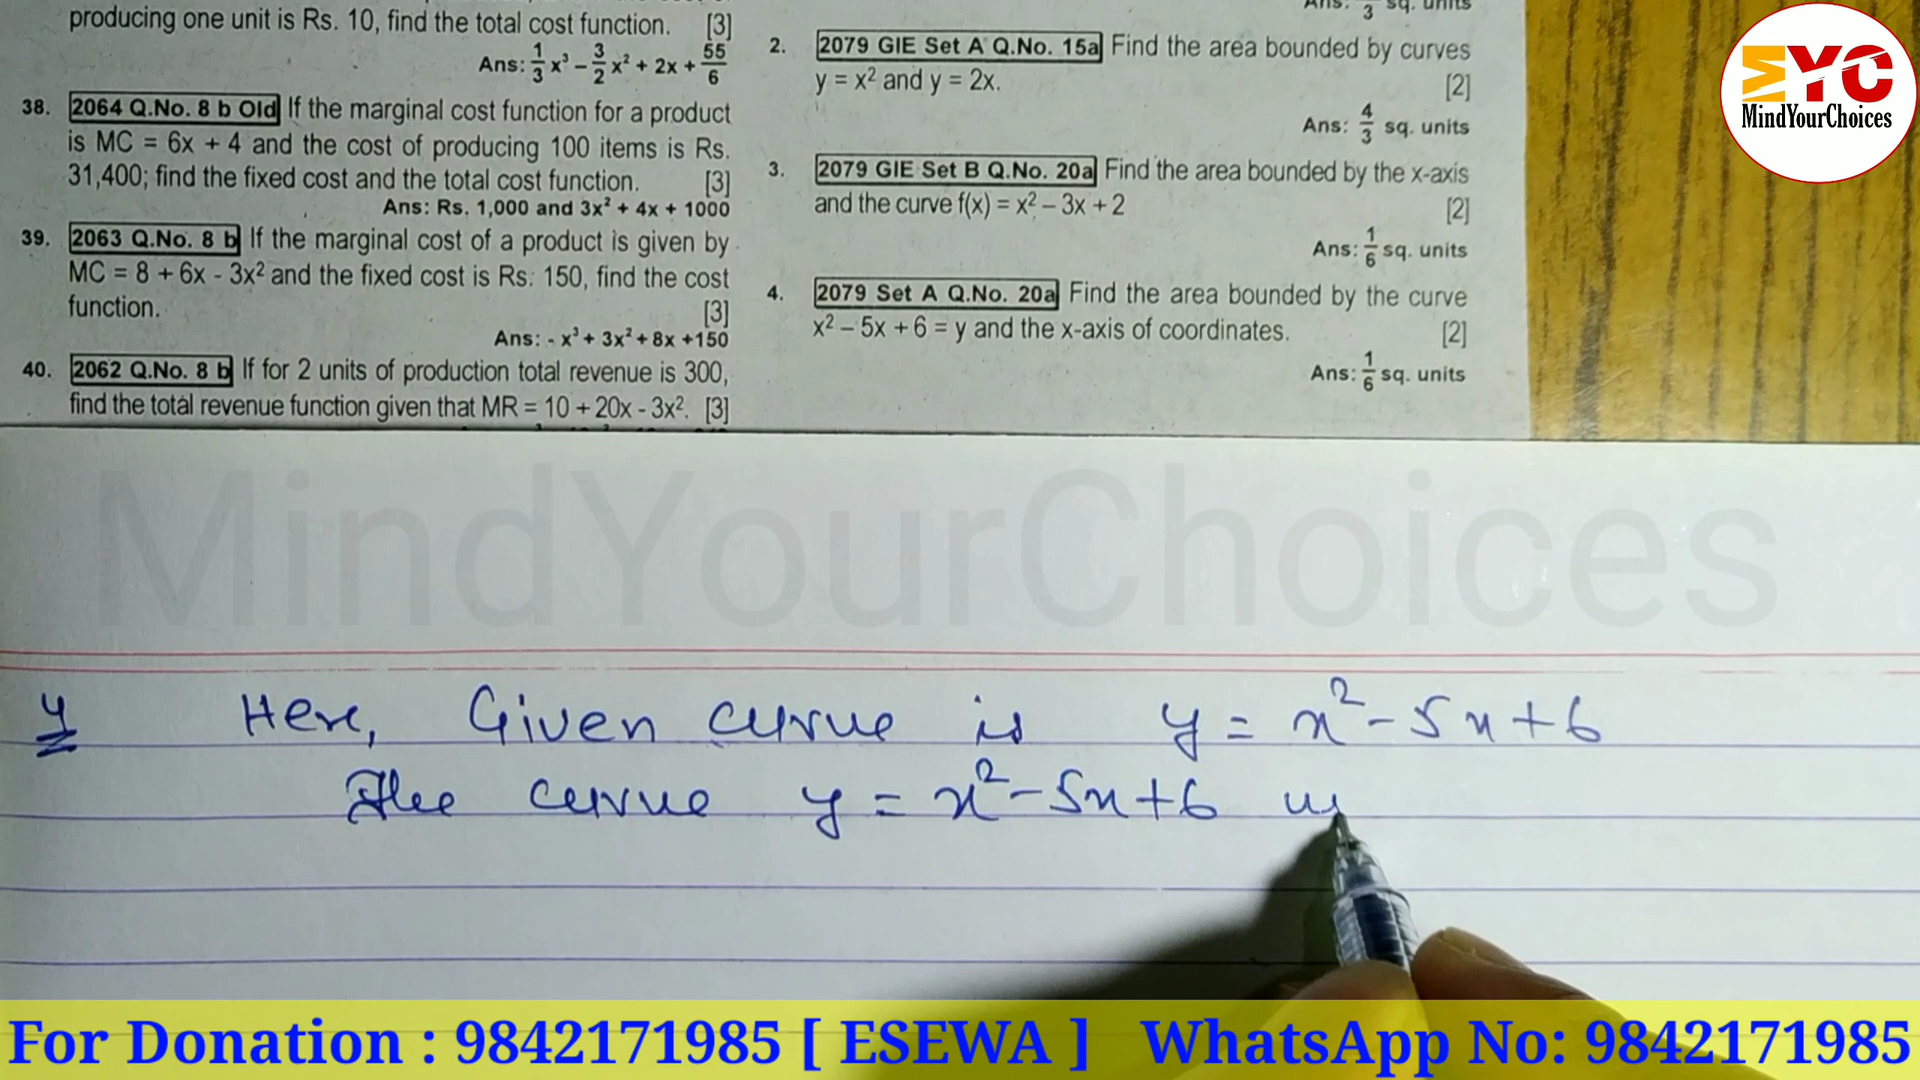 producing one unit is Rs. 10, find the total cost function. [3]
Ans: 1/3 x³ – 3/2 x² + 2x + 55/6
38. 2064 Q.No. 8 b Old If the marginal cost function for a product
is MC = 6x + 4 and the cost of producing 100 items is Rs.
31,400; find the fixed cost and the total cost function. [3]
Ans: Rs. 1,000 and 3x² + 4x + 1000
39. 2063 Q.No. 8 b If the marginal cost of a product is given by
MC = 8 + 6x - 3x² and the fixed cost is Rs: 150, find the cost
function. [3]
Ans: - x³ + 3x² + 8x +150
40. 2062 Q.No. 8 b If for 2 units of production total revenue is 300,
find the total revenue function given that MR = 10 + 20x - 3x². [3]
Ans: 3 sq. units
2. 2079 GIE Set A Q.No. 15a Find the area bounded by curves
y = x² and y = 2x. [2]
Ans: 4/3 sq. units
3. 2079 GIE Set B Q.No. 20a Find the area bounded by the x-axis
and the curve f(x) = x² – 3x + 2 [2]
Ans: 1/6 sq. units
4. 2079 Set A Q.No. 20a Find the area bounded by the curve
x² – 5x + 6 = y and the x-axis of coordinates. [2]
Ans: 1/6 sq. units
MYC
MindYourChoices
MindYourChoices
4 Here, Given curve is y = x² - 5x + 6
The curve y = x² - 5x + 6
For Donation : 9842171985 [ ESEWA ] WhatsApp No: 9842171985